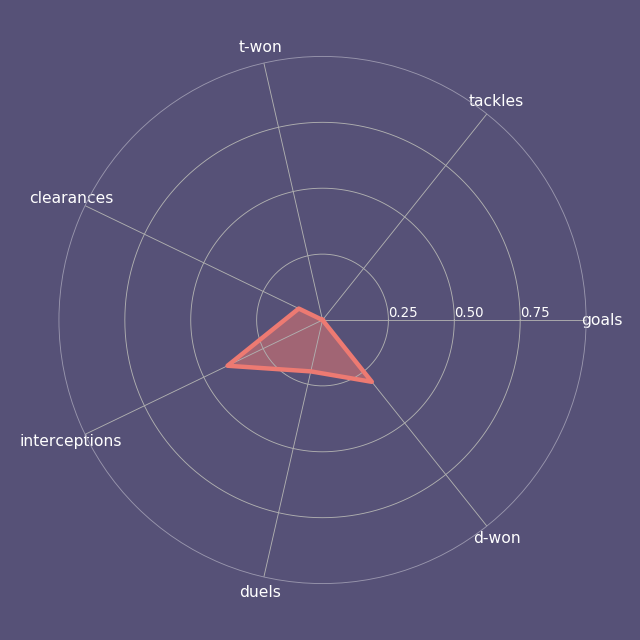 t-won
tackles
clearances
0.25 0.50 0.75
goals
interceptions
d-won
duels